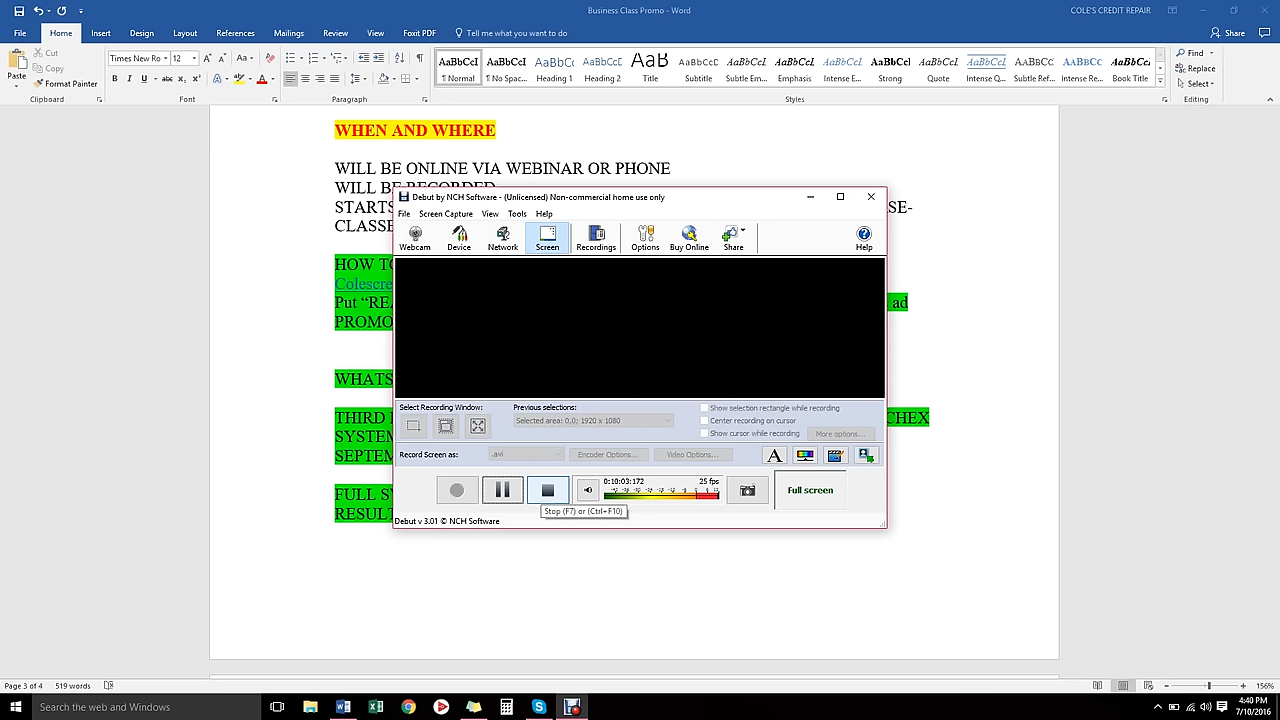 Business Class Promo - Word
COLE'S CREDIT REPAIR
File Home Insert Design Layout References Mailings Review View Foxit PDF Tell me what you want to do
Share
Paste
Cut
Copy
Format Painter
Clipboard
Times New Ro 12
Font
Paragraph
AaBbCcI AaBbCcI AaBbCc AaBbCcI AaB AaBbCcC AaBbCcI AaBbCcI AaBbCcI AaBbCcI AaBbCcI AaBbCcI AABBCC AABBCC AaBbCcI
¶ Normal ¶ No Spac... Heading 1 Heading 2 Title Subtitle Subtle Em... Emphasis Intense E... Strong Quote Intense Q... Subtle Ref... Intense Re... Book Title
Styles
Find
Replace
Select
Editing
WHEN AND WHERE
WILL BE ONLINE VIA WEBINAR OR PHONE
WILL BE RECORDED
STARTS
SE-
CLASSE
HOW TO
Colescre
Put “REA
ad
PROMO
WHATS
THIRD
CHEX
SYSTEM
SEPTEM
FULL SY
RESULT
Debut by NCH Software - (Unlicensed) Non-commercial home use only
File Screen Capture View Tools Help
Webcam Device Network Screen Recordings Options Buy Online Share Help
Select Recording Window:
Previous selections:
Selected area: 0,0; 1920 x 1080
Show selection rectangle while recording
Center recording on cursor
Show cursor while recording
More options...
Record Screen as:
.avi
Encoder Options...
Video Options...
0:10:03:172 25 fps
Full screen
Stop (F7) or (Ctrl+F10)
Debut v 3.01 © NCH Software
Page 3 of 4 519 words
156%
Search the web and Windows
4:40 PM
7/10/2016